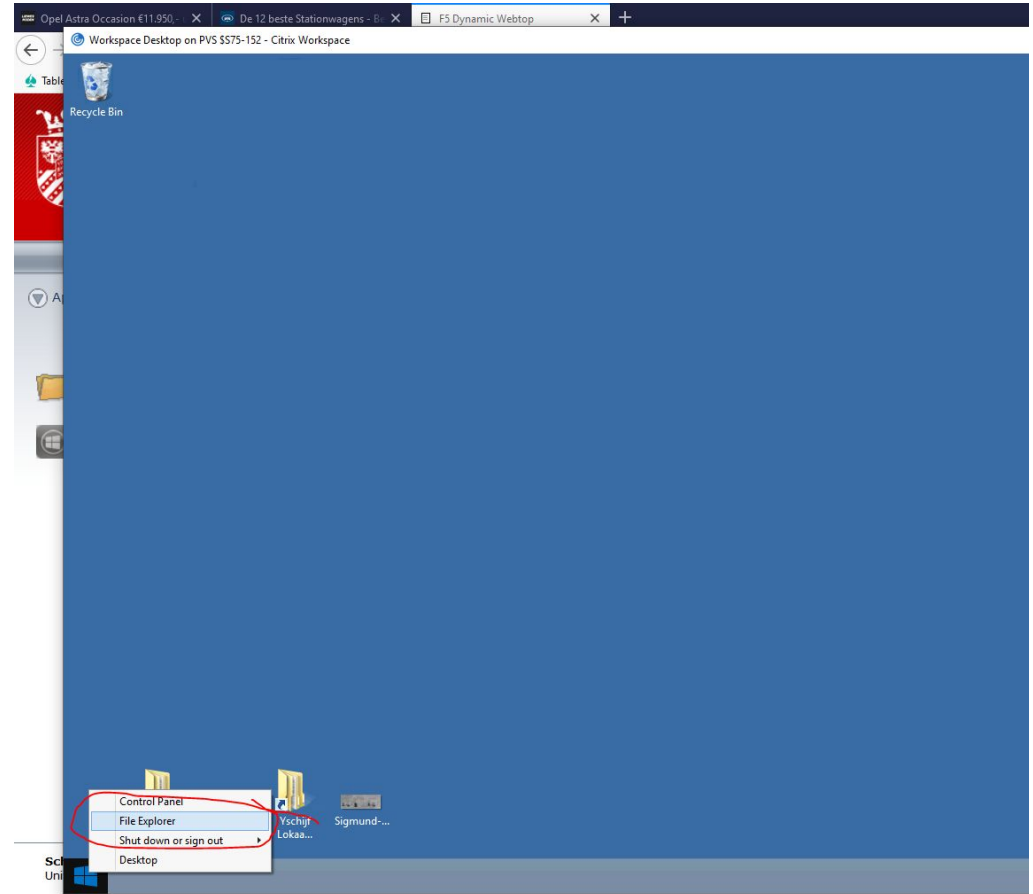 Opel Astra Occasion €11.950,-
De 12 beste Stationwagens - Be
F5 Dynamic Webtop
Workspace Desktop on PVS $S75-152 - Citrix Workspace
Table
Recycle Bin
A
Control Panel
File Explorer
Shut down or sign out
Desktop
Yschijf
Lokaa...
Sigmund-...
Sc
Uni